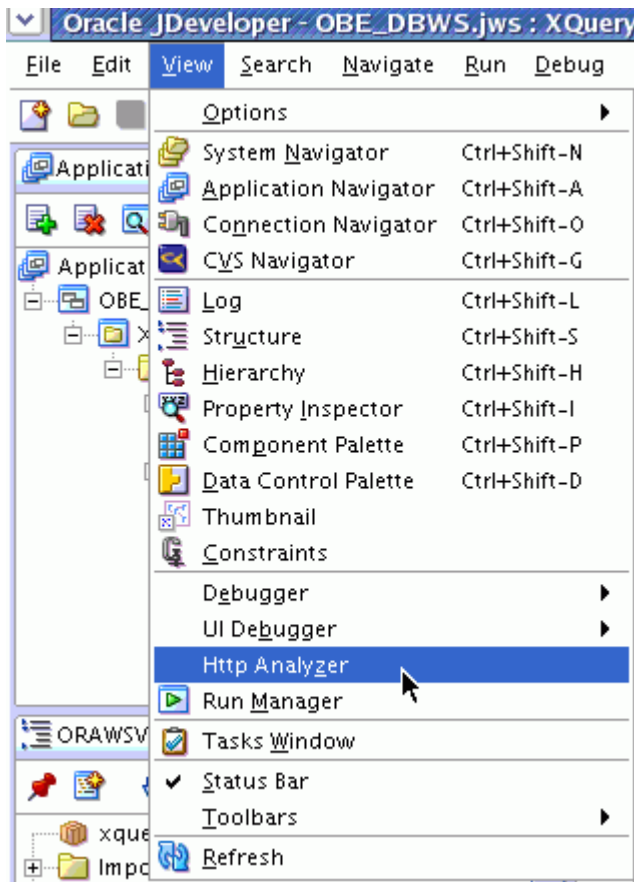 Oracle JDeveloper - OBE_DBWS.jws : XQuery
File Edit View Search Navigate Run Debug
Options
System Navigator Ctrl+Shift-N
Applicati
Application Navigator Ctrl+Shift-A
Connection Navigator Ctrl+Shift-O
Applicat
CVS Navigator Ctrl+Shift-G
OBE_
Log Ctrl+Shift-L
X
Structure Ctrl+Shift-S
Hierarchy Ctrl+Shift-H
Property Inspector Ctrl+Shift-I
Component Palette Ctrl+Shift-P
Data Control Palette Ctrl+Shift-D
Thumbnail
Constraints
Debugger
UI Debugger
Http Analyzer
Run Manager
ORAWSV
Tasks Window
Status Bar
Toolbars
xque
Refresh
Impo